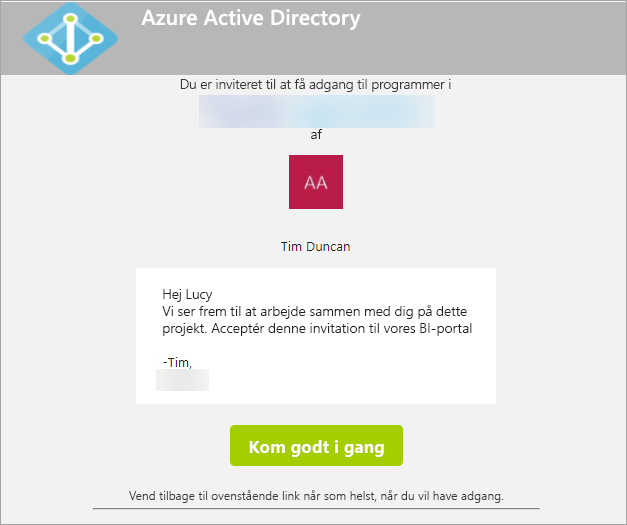 Azure Active Directory
Du er inviteret til at få adgang til programmer i
af
AA
Tim Duncan
Hej Lucy
Vi ser frem til at arbejde sammen med dig på dette
projekt. Acceptér denne invitation til vores BI-portal
-Tim,
Kom godt i gang
Vend tilbage til ovenstående link når som helst, når du vil have adgang.